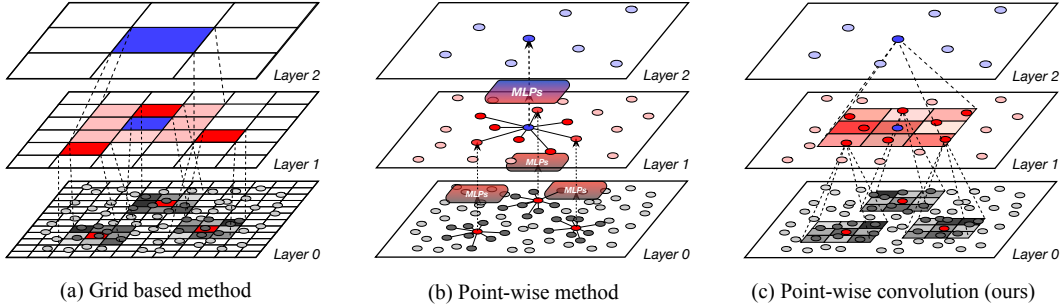 Layer 2
Layer 2
Layer 2
MLPs
Layer 1
Layer 1
Layer 1
MLPs
MLPs
MLPs
Layer 0
Layer 0
Layer 0
(a) Grid based method
(b) Point-wise method
(c) Point-wise convolution (ours)